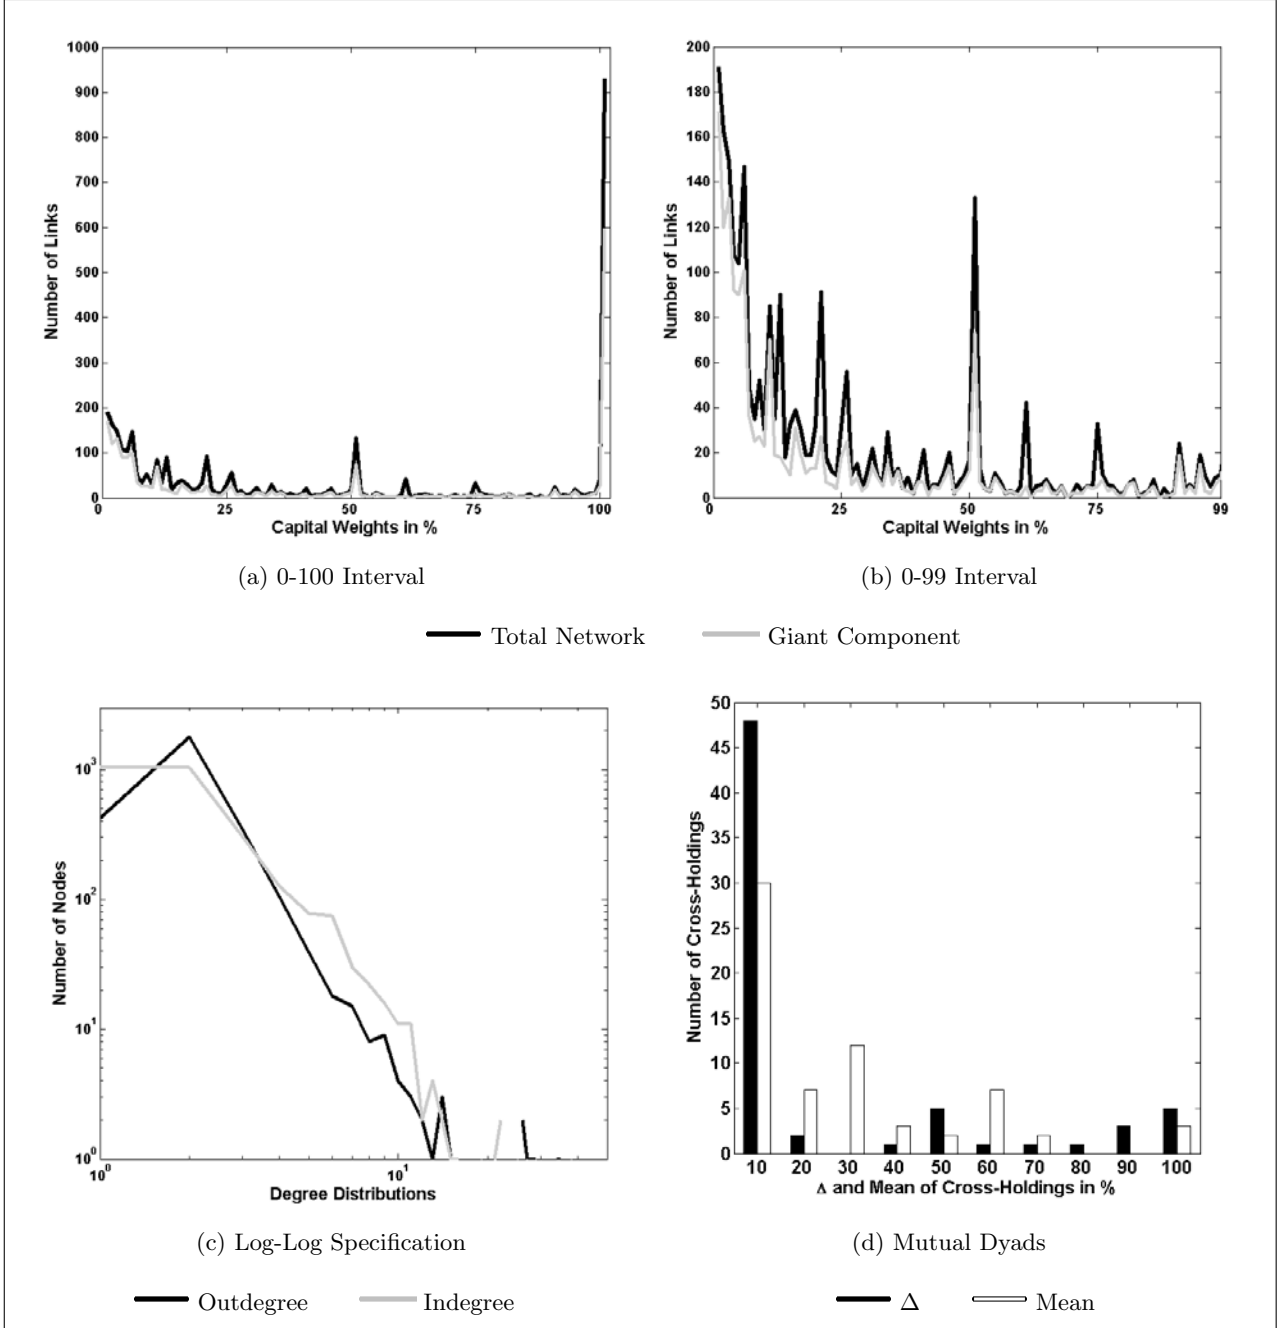 1000
900
800
700
600
500
400
300
200
100
0
Number of Links
0 25 50 75 100
Capital Weights in %
(a) 0-100 Interval
200
180
160
140
120
100
80
60
40
20
0
Number of Links
0 25 50 75 99
Capital Weights in %
(b) 0-99 Interval
Total Network Giant Component
10^3
10^2
10^1
10^0
Number of Nodes
10^0 10^1
Degree Distributions
(c) Log-Log Specification
Outdegree Indegree
50
45
40
35
30
25
20
15
10
5
0
Number of Cross-Holdings
10 20 30 40 50 60 70 80 90 100
Δ and Mean of Cross-Holdings in %
(d) Mutual Dyads
Δ Mean